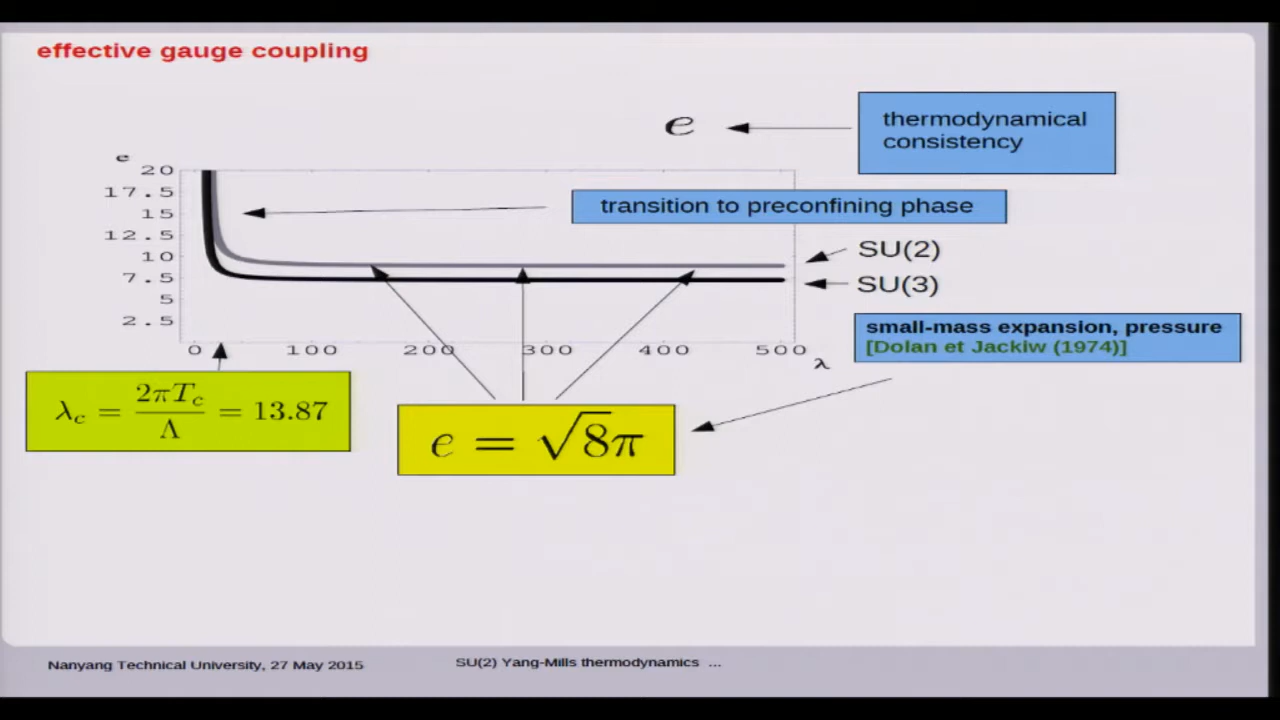 effective gauge coupling
e
thermodynamical
consistency
e
20
17.5
15
12.5
10
7.5
5
2.5
0 100 200 300 400 500
λ
transition to preconfining phase
SU(2)
SU(3)
small-mass expansion, pressure
[Dolan et Jackiw (1974)]
λc = 2πTc/Λ = 13.87
e = √8π
Nanyang Technical University, 27 May 2015
SU(2) Yang-Mills thermodynamics ...